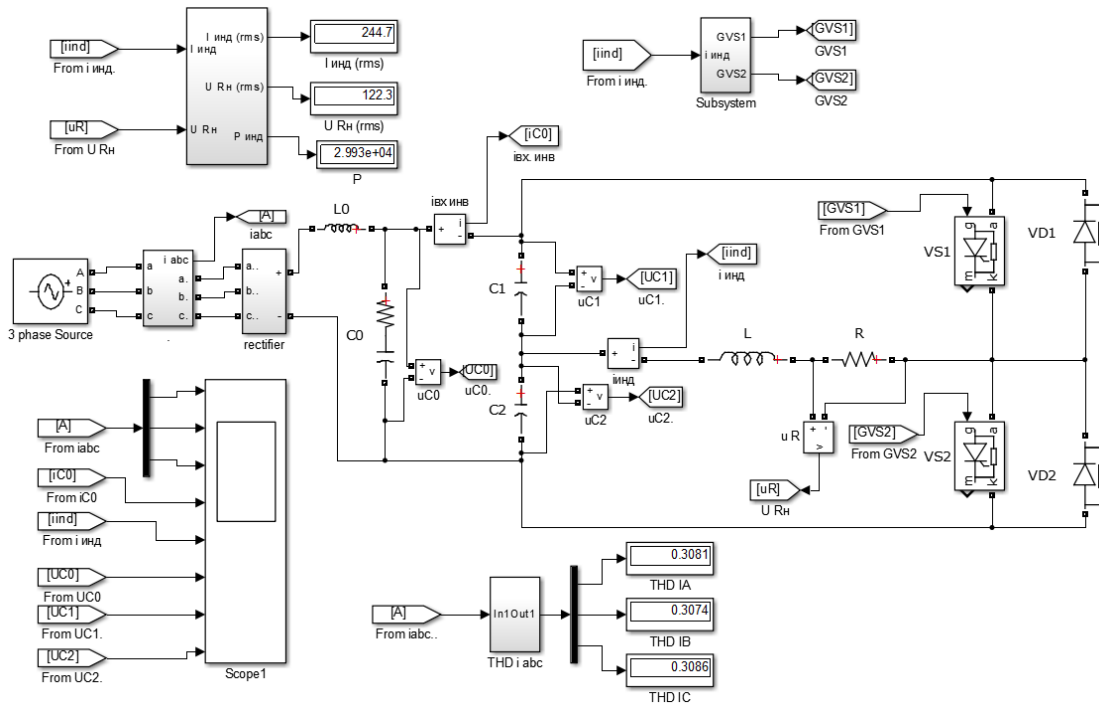 [iind]
From i инд.
[uR]
From U Rн
I инд
U Rн
I инд (rms)
U Rн (rms)
P инд
244.7
I инд (rms)
122.3
U Rн (rms)
2.993e+04
P
[iind]
From i инд.
i инд
GVS1
GVS2
Subsystem
[GVS1]
GVS1
[GVS2]
GVS2
[iC0]
iвх. инв
[A]
iabc
L0
iвх инв
+
i
-
A
B
C
3 phase Source
a
b
c
i abc
a.
b.
c.
.
a..
b..
c..
+
-
rectifier
C0
+
-
v
uC0
[UC0]
uC0.
C1
C2
+
-
v
uC1
[UC1]
uC1.
[iind]
i инд
+
i
-
iинд
+
-
v
uC2
[UC2]
uC2.
L
R
+
-
v
u R
[uR]
U Rн
[GVS1]
From GVS1
g
a
m
k
VS1
VD1
[GVS2]
From GVS2
g
a
m
k
VS2
VD2
[A]
From iabc
[iC0]
From iC0
[iind]
From i инд
[UC0]
From UC0
[UC1]
From UC1.
[UC2]
From UC2.
Scope1
[A]
From iabc..
In1
Out1
THD i abc
0.3081
THD IA
0.3074
THD IB
0.3086
THD IC